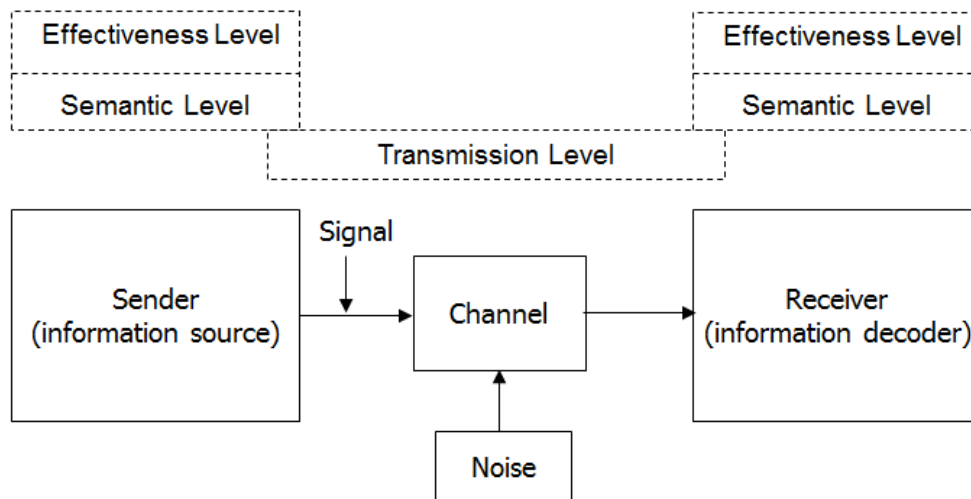 Effectiveness Level
Effectiveness Level
Semantic Level
Semantic Level
Transmission Level
Signal
Sender
(information source)
Channel
Receiver
(information decoder)
Noise